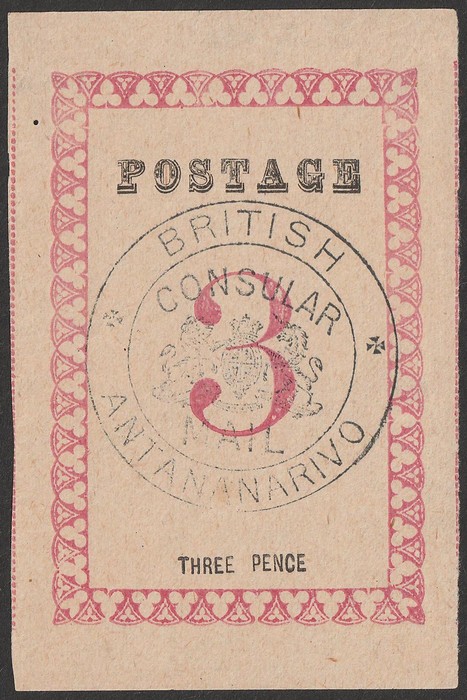 POSTAGE
BRITISH
CONSULAR
3
MAIL
ANTANANARIVO
THREE PENCE